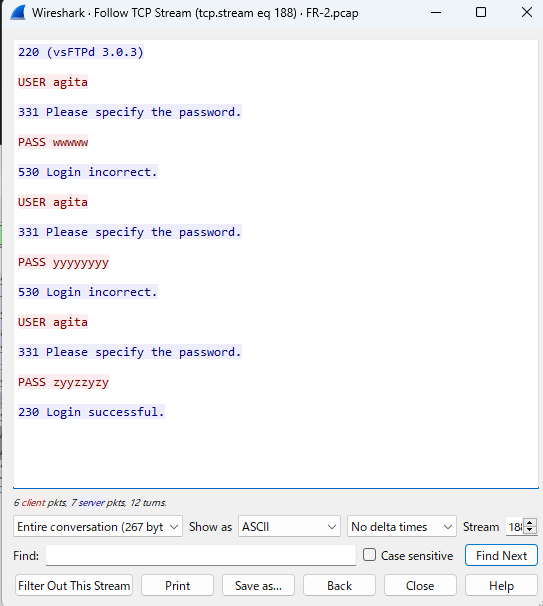 Wireshark · Follow TCP Stream (tcp.stream eq 188) · FR-2.pcap
220 (vsFTPd 3.0.3)
USER agita
331 Please specify the password.
PASS wwwww
530 Login incorrect.
USER agita
331 Please specify the password.
PASS yyyyyyyy
530 Login incorrect.
USER agita
331 Please specify the password.
PASS zyyzzyzy
230 Login successful.
6 client pkts, 7 server pkts, 12 turns.
Entire conversation (267 byt Show as ASCII No delta times Stream 188
Find: Case sensitive Find Next
Filter Out This Stream Print Save as... Back Close Help